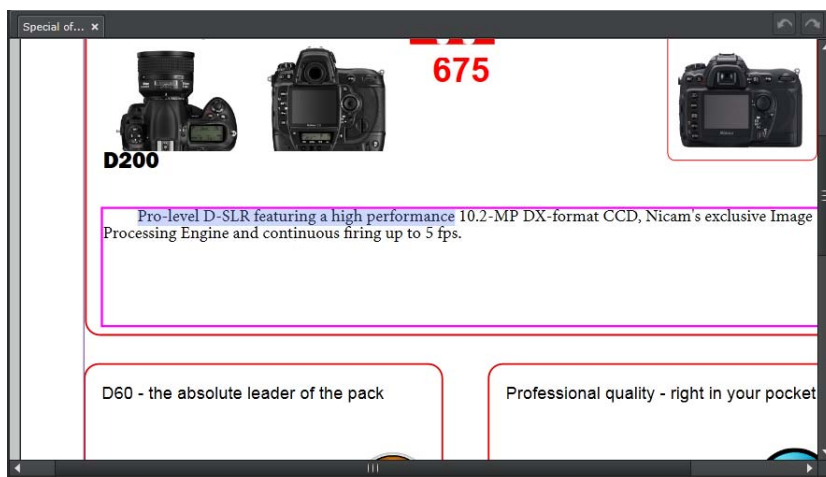 Special of...
675
D200
Pro-level D-SLR featuring a high performance 10.2-MP DX-format CCD, Nicam's exclusive Image
Processing Engine and continuous firing up to 5 fps.
D60 - the absolute leader of the pack
Professional quality - right in your pocket